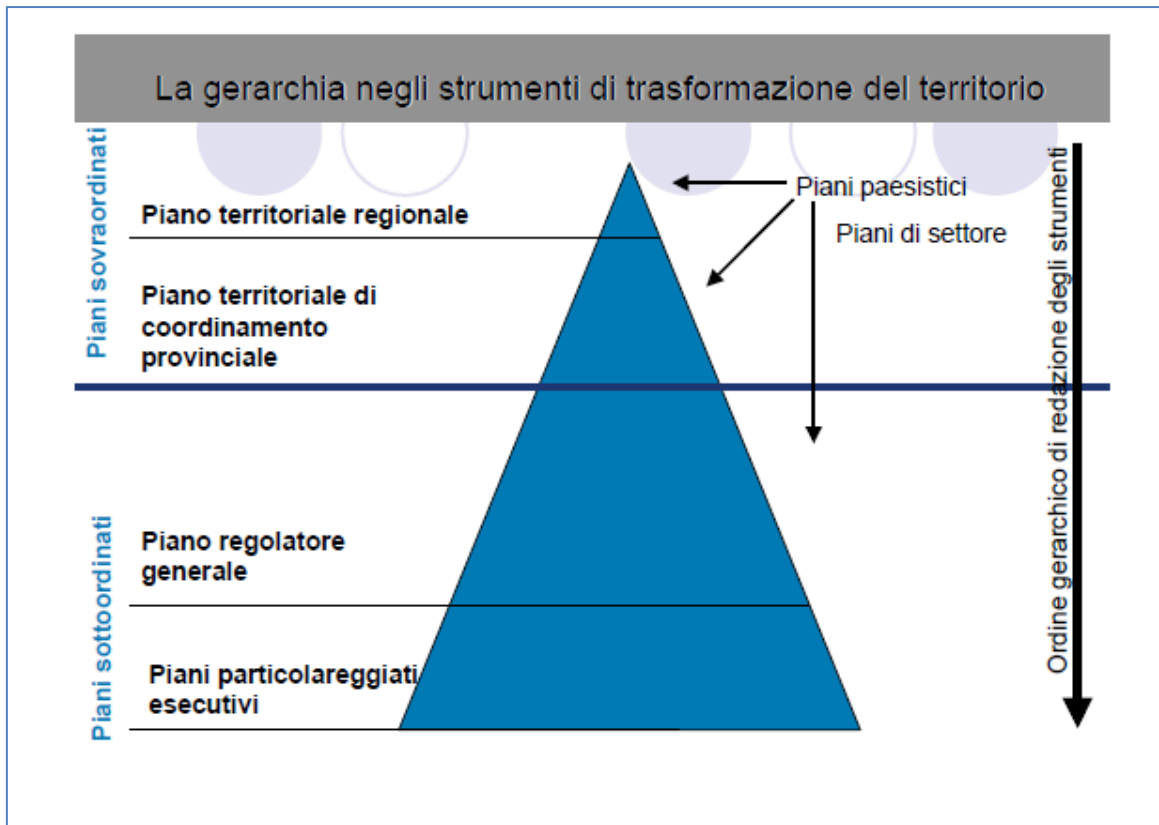 La gerarchia negli strumenti di trasformazione del territorio
Piani sovraordinati
Piano territoriale regionale
Piano territoriale di
coordinamento
provinciale
Piani paesistici
Piani di settore
Piani sottoordinati
Piano regolatore
generale
Piani particolareggiati
esecutivi
Ordine gerarchico di redazione degli strumenti